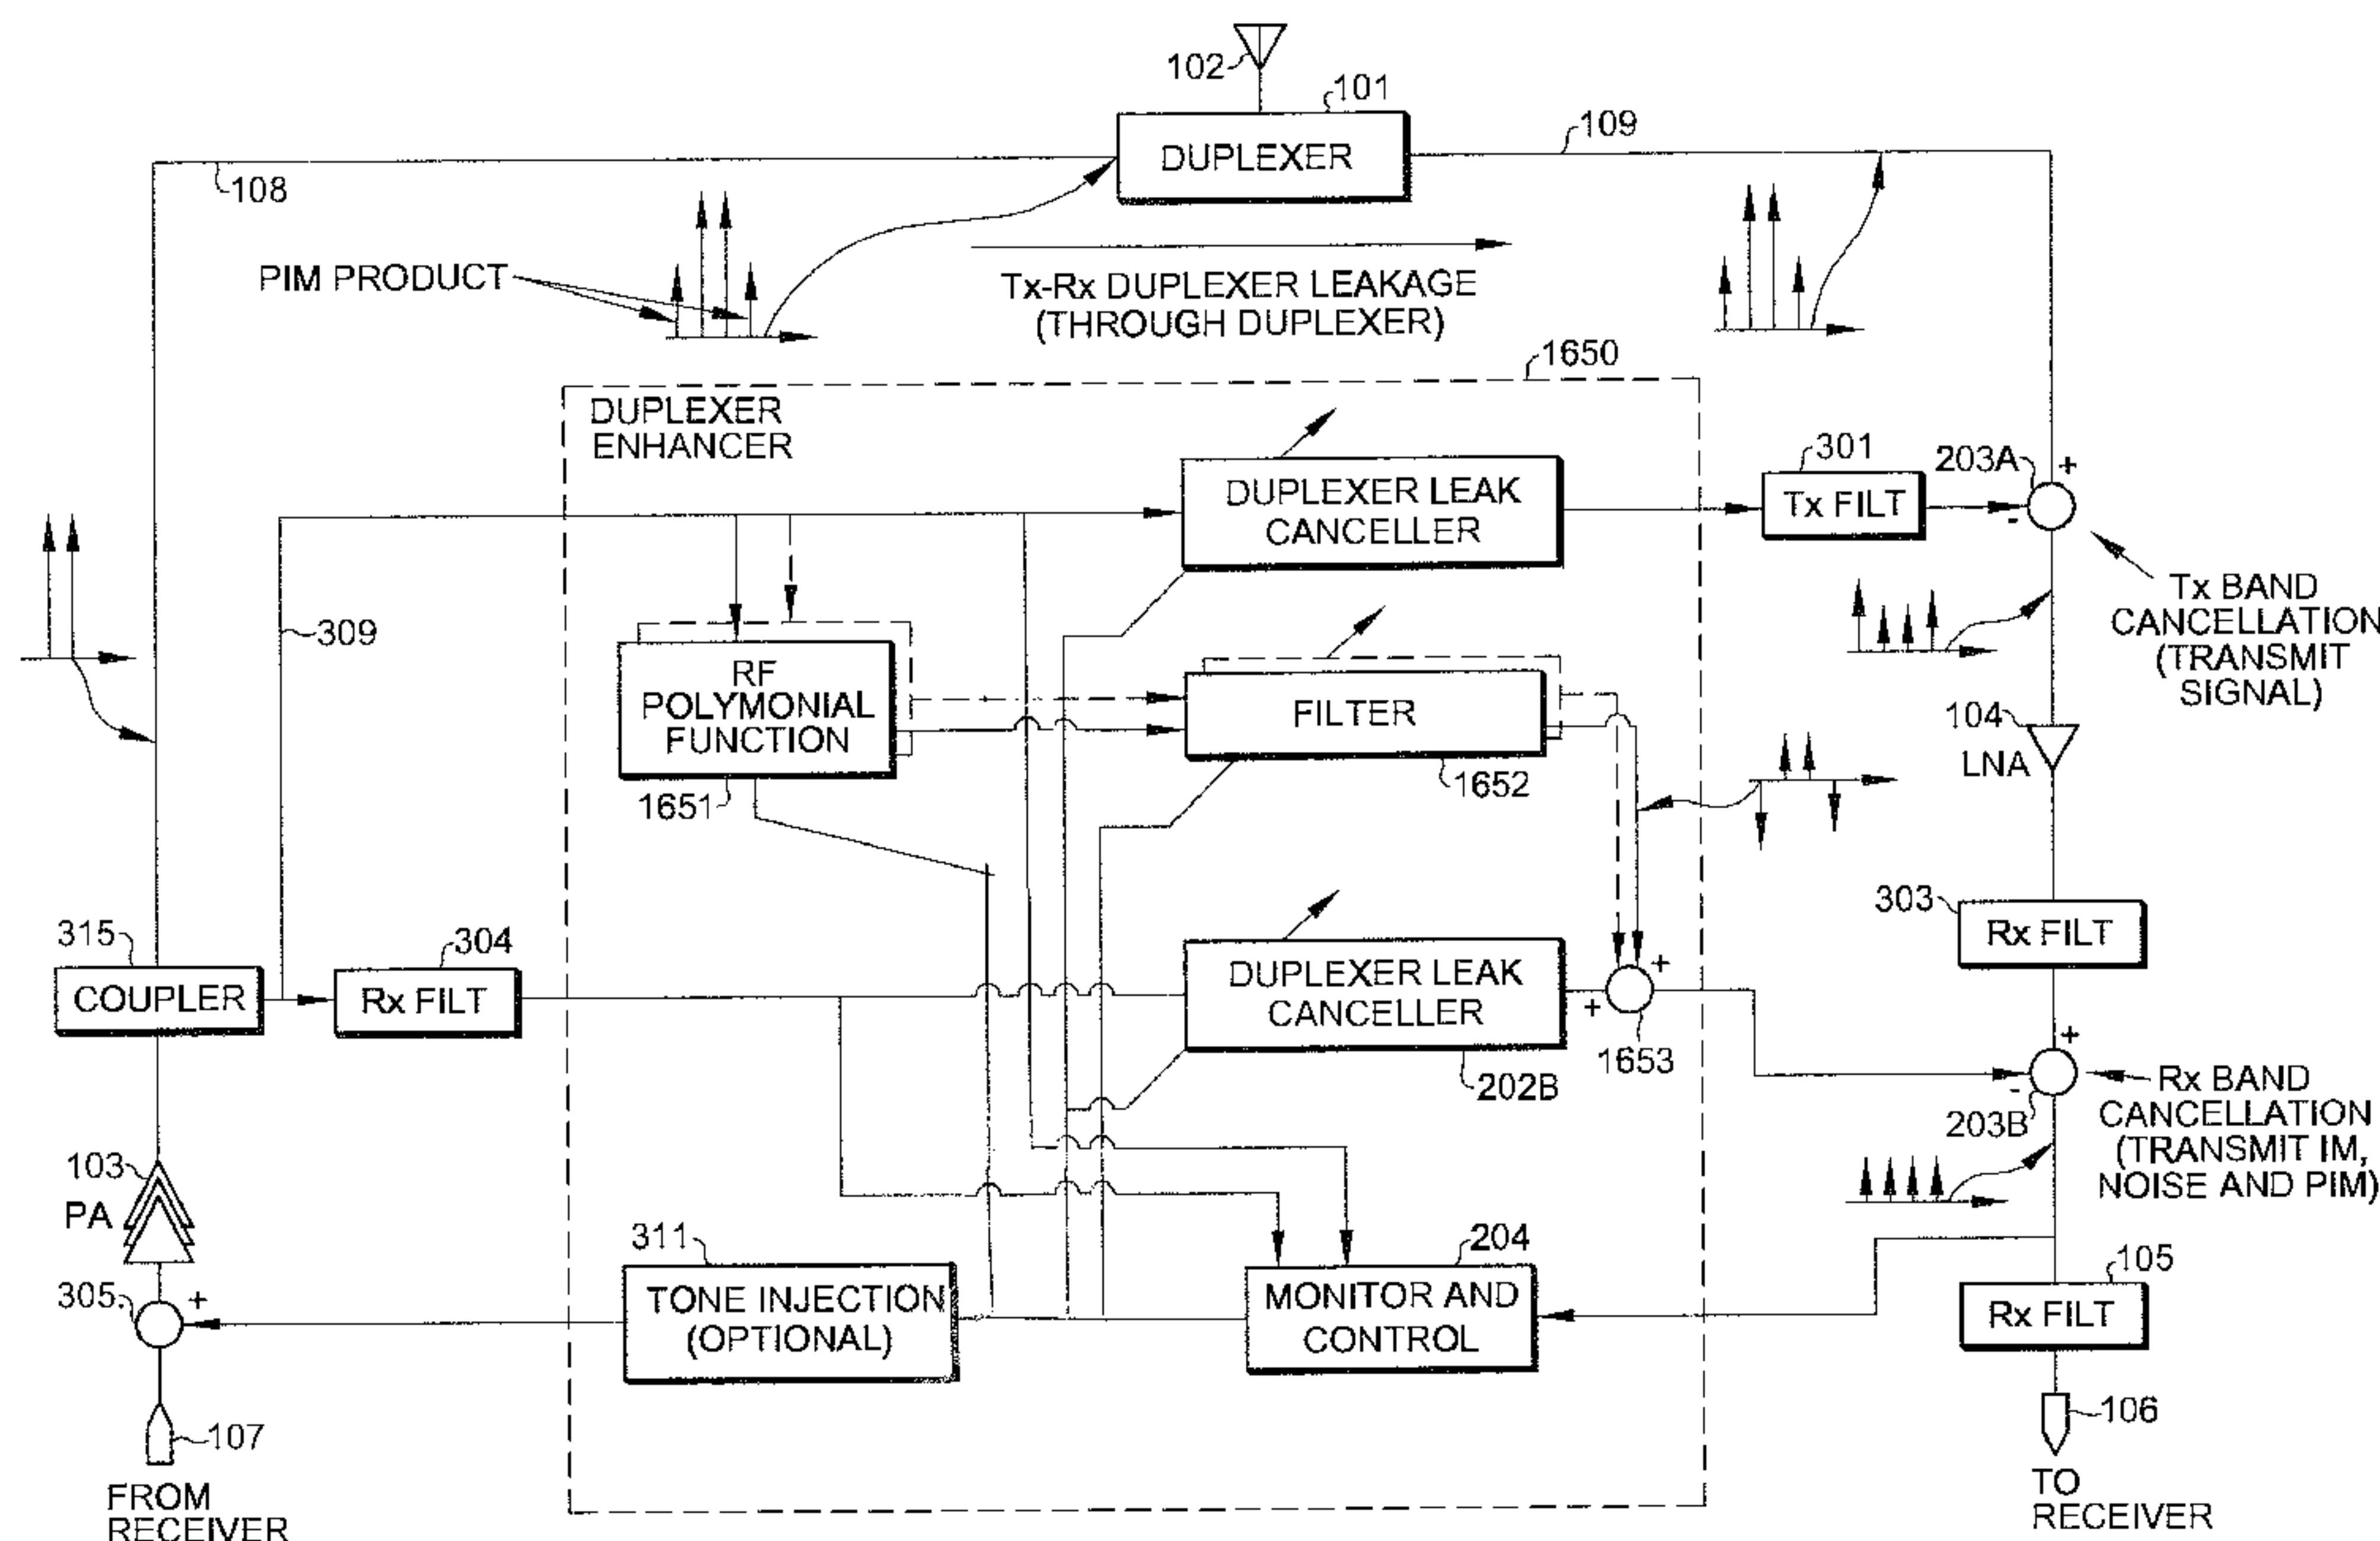 102
101
DUPLEXER
109
108
PIM PRODUCT
Tx-Rx DUPLEXER LEAKAGE
(THROUGH DUPLEXER)
1650
DUPLEXER
ENHANCER
DUPLEXER LEAK
CANCELLER
301
Tx FILT
203A
+
-
Tx BAND
CANCELLATION
(TRANSMIT
SIGNAL)
309
RF
POLYMONIAL
FUNCTION
1651
FILTER
1652
104
LNA
303
Rx FILT
315
COUPLER
304
Rx FILT
DUPLEXER LEAK
CANCELLER
202B
+
+
1653
+
-
203B
Rx BAND
CANCELLATION
(TRANSMIT IM,
NOISE AND PIM)
103
PA
305
+
311
TONE INJECTION
(OPTIONAL)
204
MONITOR AND
CONTROL
105
Rx FILT
107
FROM
RECEIVER
106
TO
RECEIVER